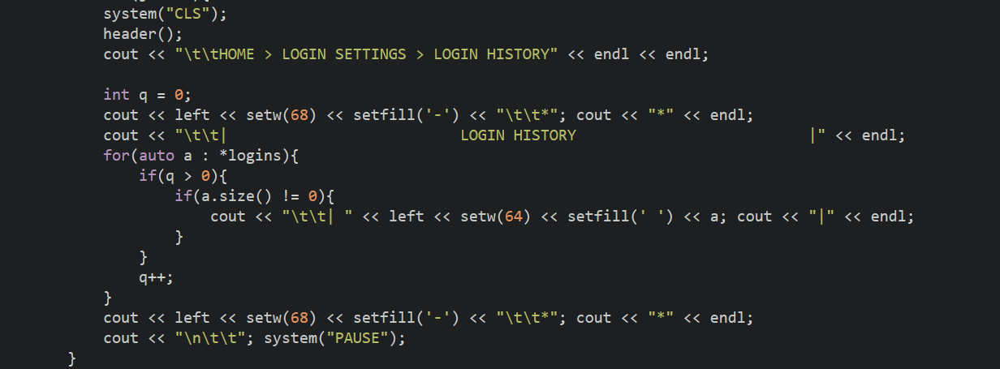 system("CLS");
header();
cout << "\t\tHOME > LOGIN SETTINGS > LOGIN HISTORY" << endl << endl;
int q = 0;
cout << left << setw(68) << setfill('-') << "\t\t*"; cout << "*" << endl;
cout << "\t\t|                          LOGIN HISTORY                          |" << endl;
for(auto a : *logins){
if(q > 0){
if(a.size() != 0){
cout << "\t\t| " << left << setw(64) << setfill(' ') << a; cout << "|" << endl;
}
}
q++;
}
cout << left << setw(68) << setfill('-') << "\t\t*"; cout << "*" << endl;
cout << "\n\t\t"; system("PAUSE");
}